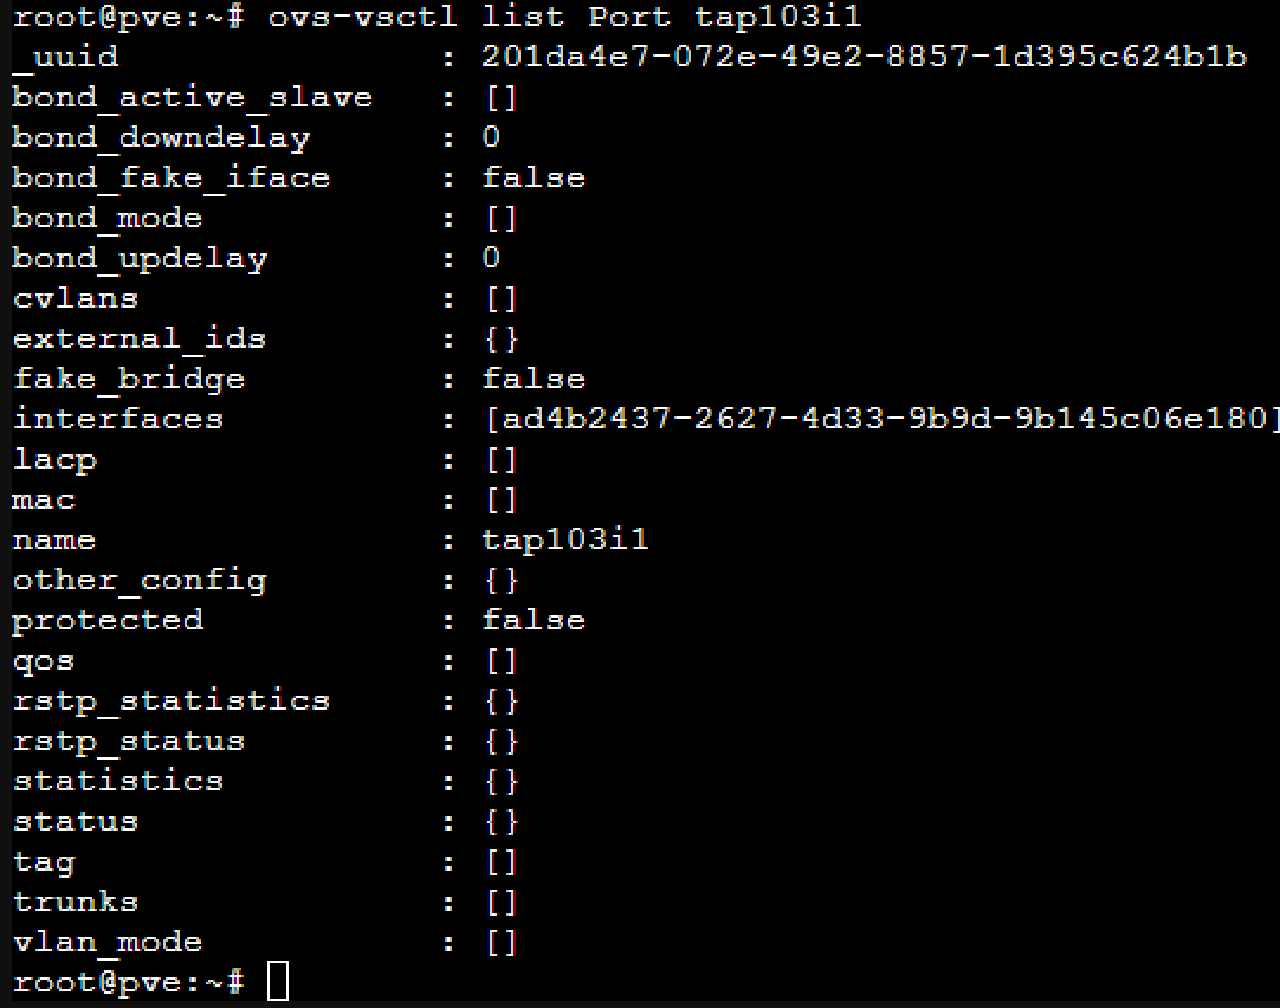 root@pve:~# ovs-vsctl list Port tap103i1
_uuid : 201da4e7-072e-49e2-8857-1d395c624b1b
bond_active_slave : []
bond_downdelay : 0
bond_fake_iface : false
bond_mode : []
bond_updelay : 0
cvlans : []
external_ids : {}
fake_bridge : false
interfaces : [ad4b2437-2627-4d33-9b9d-9b145c06e180]
lacp : []
mac : []
name : tap103i1
other_config : {}
protected : false
qos : []
rstp_statistics : {}
rstp_status : {}
statistics : {}
status : {}
tag : []
trunks : []
vlan_mode : []
root@pve:~#